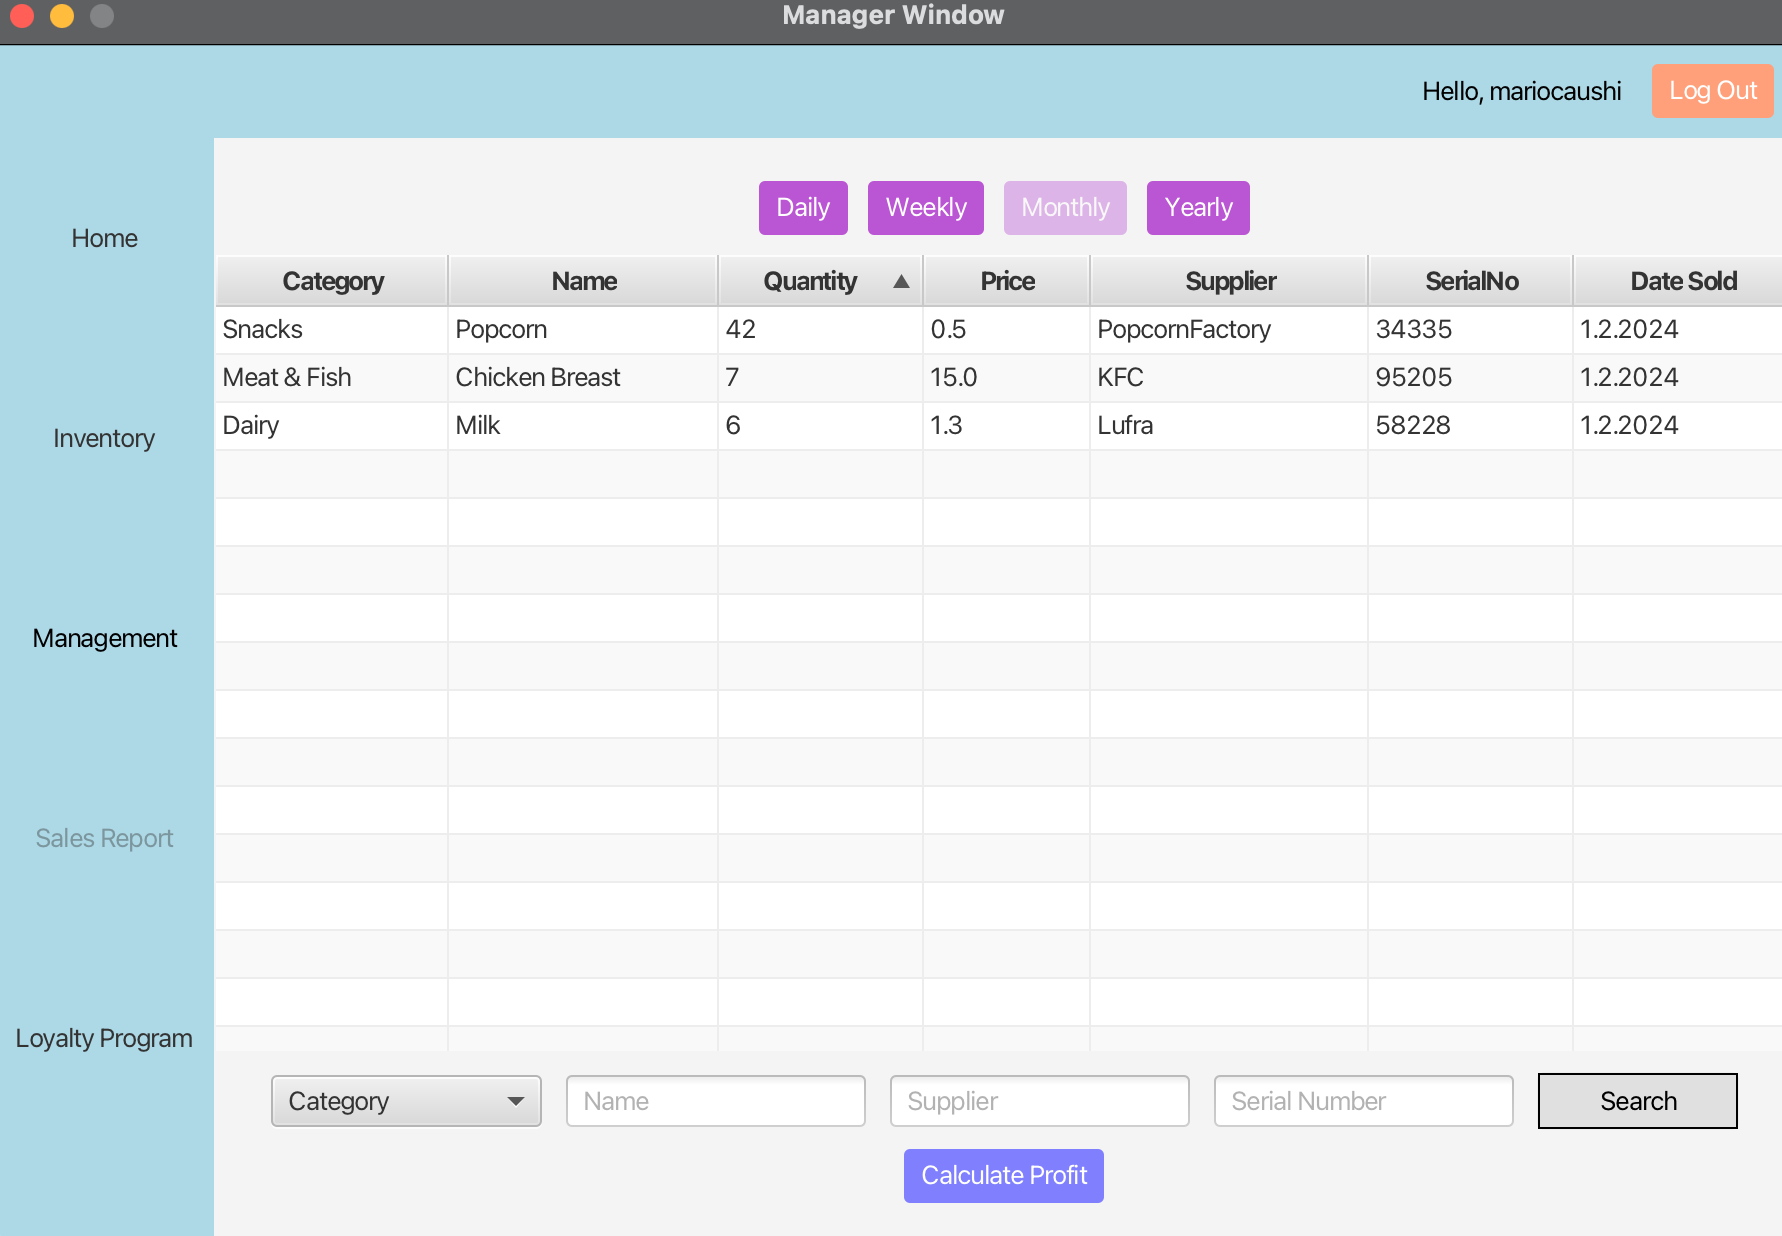 Manager Window
Hello, mariocaushi Log Out
Home
Inventory
Management
Sales Report
Loyalty Program
Daily Weekly Monthly Yearly
Category Name Quantity ▲ Price Supplier SerialNo Date Sold
Snacks Popcorn 42 0.5 PopcornFactory 34335 1.2.2024
Meat & Fish Chicken Breast 7 15.0 KFC 95205 1.2.2024
Dairy Milk 6 1.3 Lufra 58228 1.2.2024
Category Name Supplier Serial Number Search
Calculate Profit